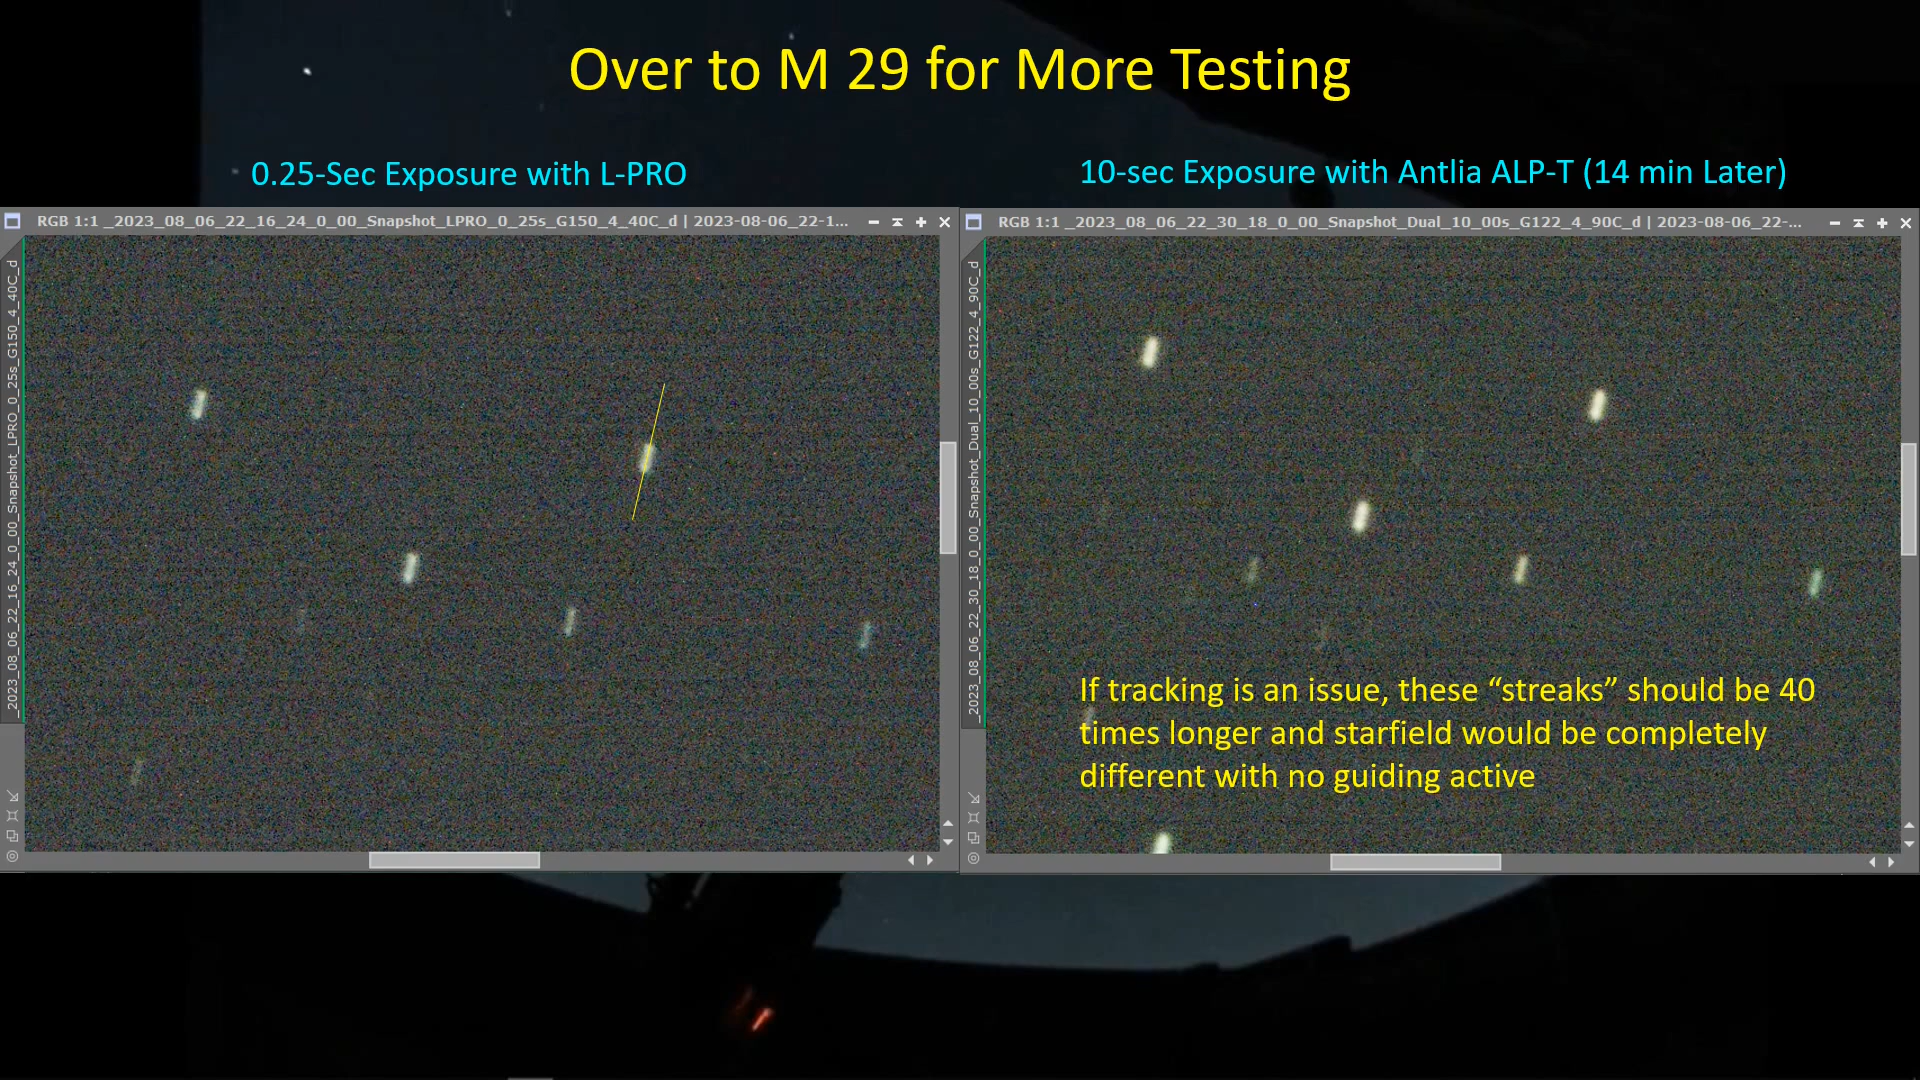 Over to M 29 for More Testing
0.25-Sec Exposure with L-PRO
10-sec Exposure with Antlia ALP-T (14 min Later)
RGB 1:1 _2023_08_06_22_16_24_0_00_Snapshot_LPRO_0_25s_G150_4_40C_d | 2023-08-06_22-1...
RGB 1:1 _2023_08_06_22_30_18_0_00_Snapshot_Dual_10_00s_G122_4_90C_d | 2023-08-06_22-...
_2023_08_06_22_16_24_0_00_Snapshot_LPRO_0_25s_G150_4_40C_d
_2023_08_06_22_30_18_0_00_Snapshot_Dual_10_00s_G122_4_90C_d
If tracking is an issue, these “streaks” should be 40
times longer and starfield would be completely
different with no guiding active